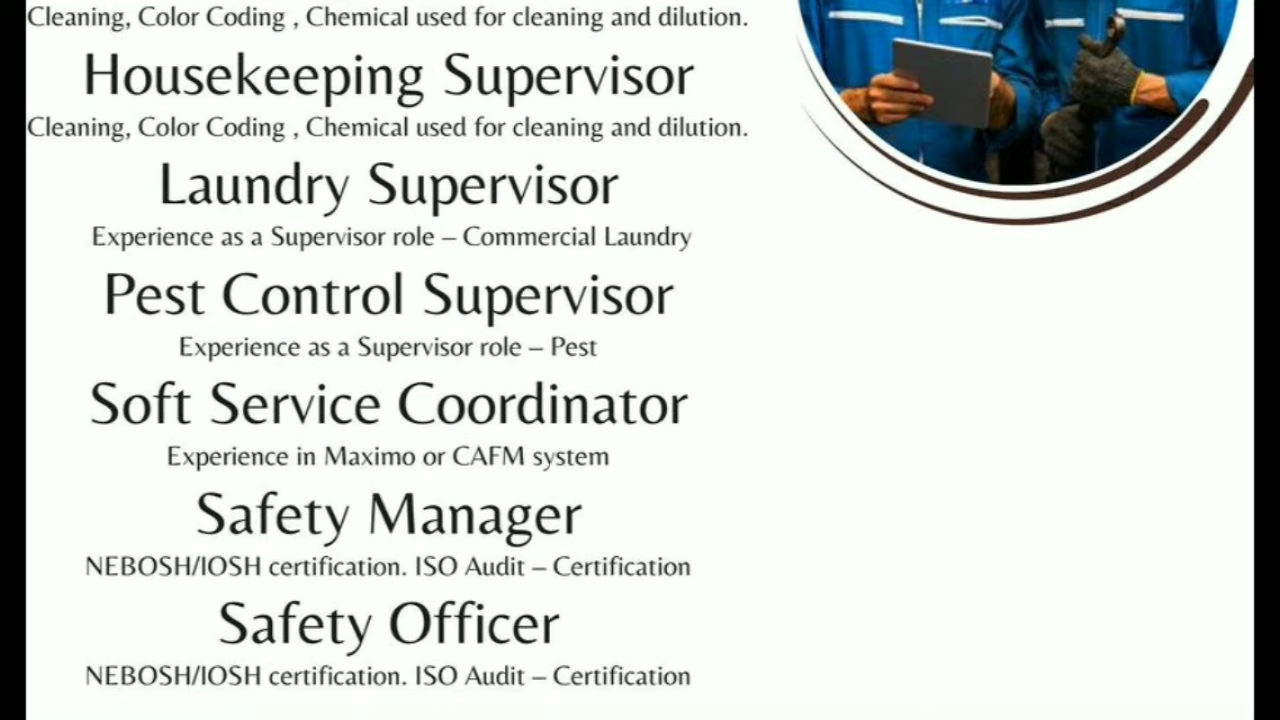 Cleaning, Color Coding , Chemical used for cleaning and dilution.
Housekeeping Supervisor
Cleaning, Color Coding , Chemical used for cleaning and dilution.
Laundry Supervisor
Experience as a Supervisor role – Commercial Laundry
Pest Control Supervisor
Experience as a Supervisor role – Pest
Soft Service Coordinator
Experience in Maximo or CAFM system
Safety Manager
NEBOSH/IOSH certification. ISO Audit – Certification
Safety Officer
NEBOSH/IOSH certification. ISO Audit – Certification